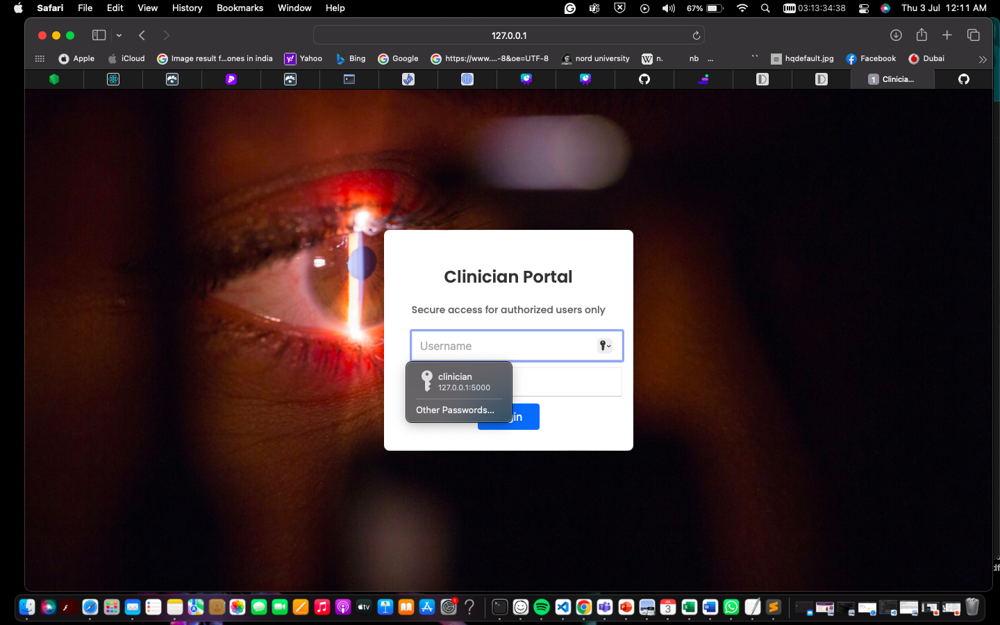 Safari File Edit View History Bookmarks Window Help 67% 03:13:34:38 Thu 3 Jul 12:11 AM
127.0.0.1
Apple iCloud Image result f...ones in india Yahoo Bing Google https://www....-8&oe=UTF-8 nord university n. nb ... `` hqdefault.jpg Facebook Dubai
1 Clinicia...
Clinician Portal
Secure access for authorized users only
Username
clinician
127.0.0.1:5000
Other Passwords...